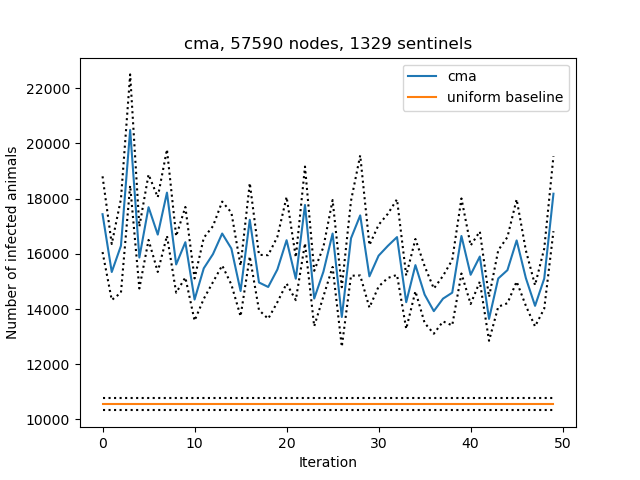 cma, 57590 nodes, 1329 sentinels
cma
uniform baseline
Number of infected animals
22000
20000
18000
16000
14000
12000
10000
0 10 20 30 40 50
Iteration